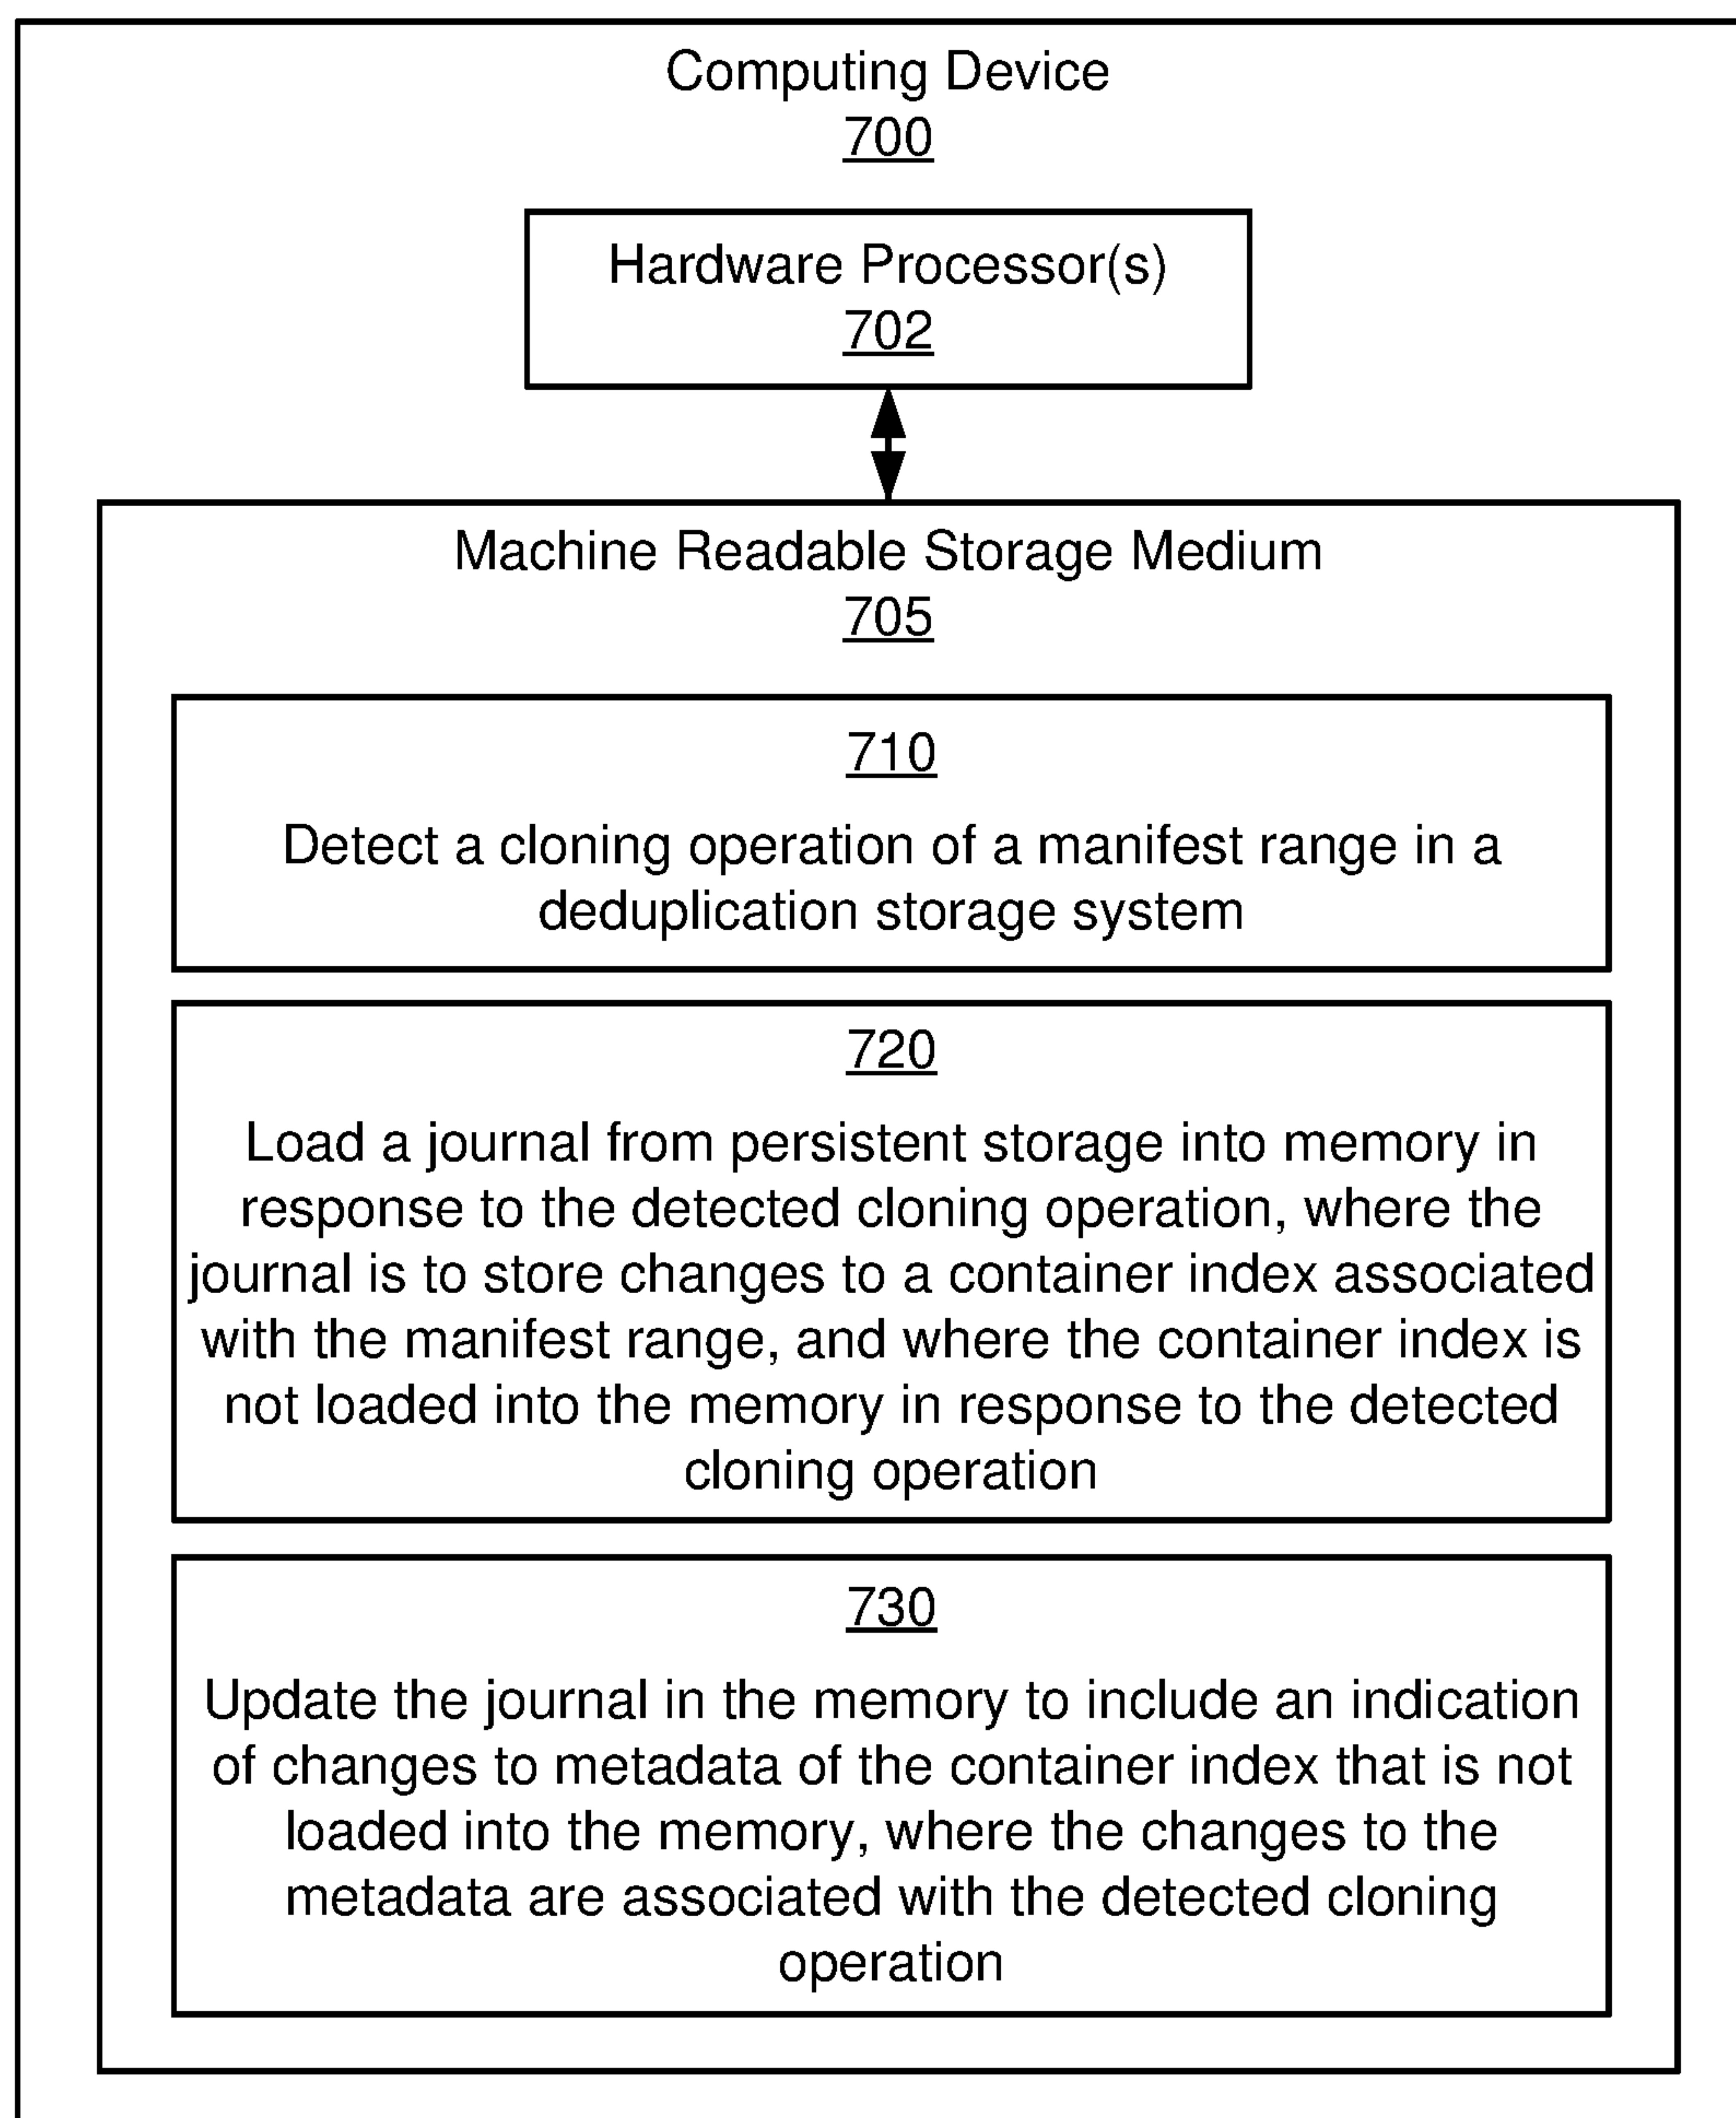 Computing Device
700
Hardware Processor(s)
702
Machine Readable Storage Medium
705
710
Detect a cloning operation of a manifest range in a
deduplication storage system
720
Load a journal from persistent storage into memory in
response to the detected cloning operation, where the
journal is to store changes to a container index associated
with the manifest range, and where the container index is
not loaded into the memory in response to the detected
cloning operation
730
Update the journal in the memory to include an indication
of changes to metadata of the container index that is not
loaded into the memory, where the changes to the
metadata are associated with the detected cloning
operation